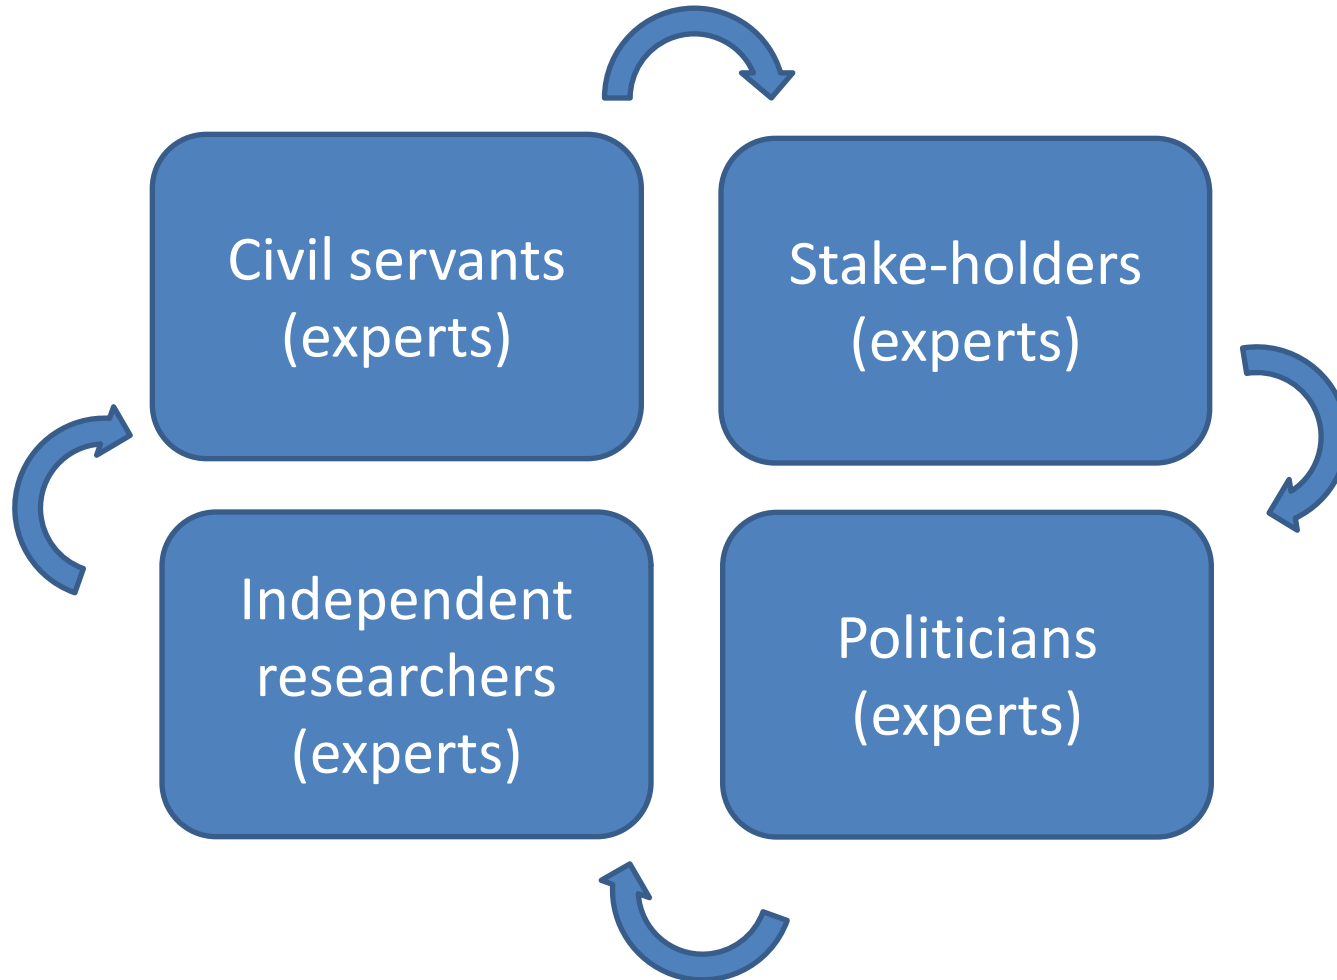 Civil servants
(experts)
Stake-holders
(experts)
Independent
researchers
(experts)
Politicians
(experts)